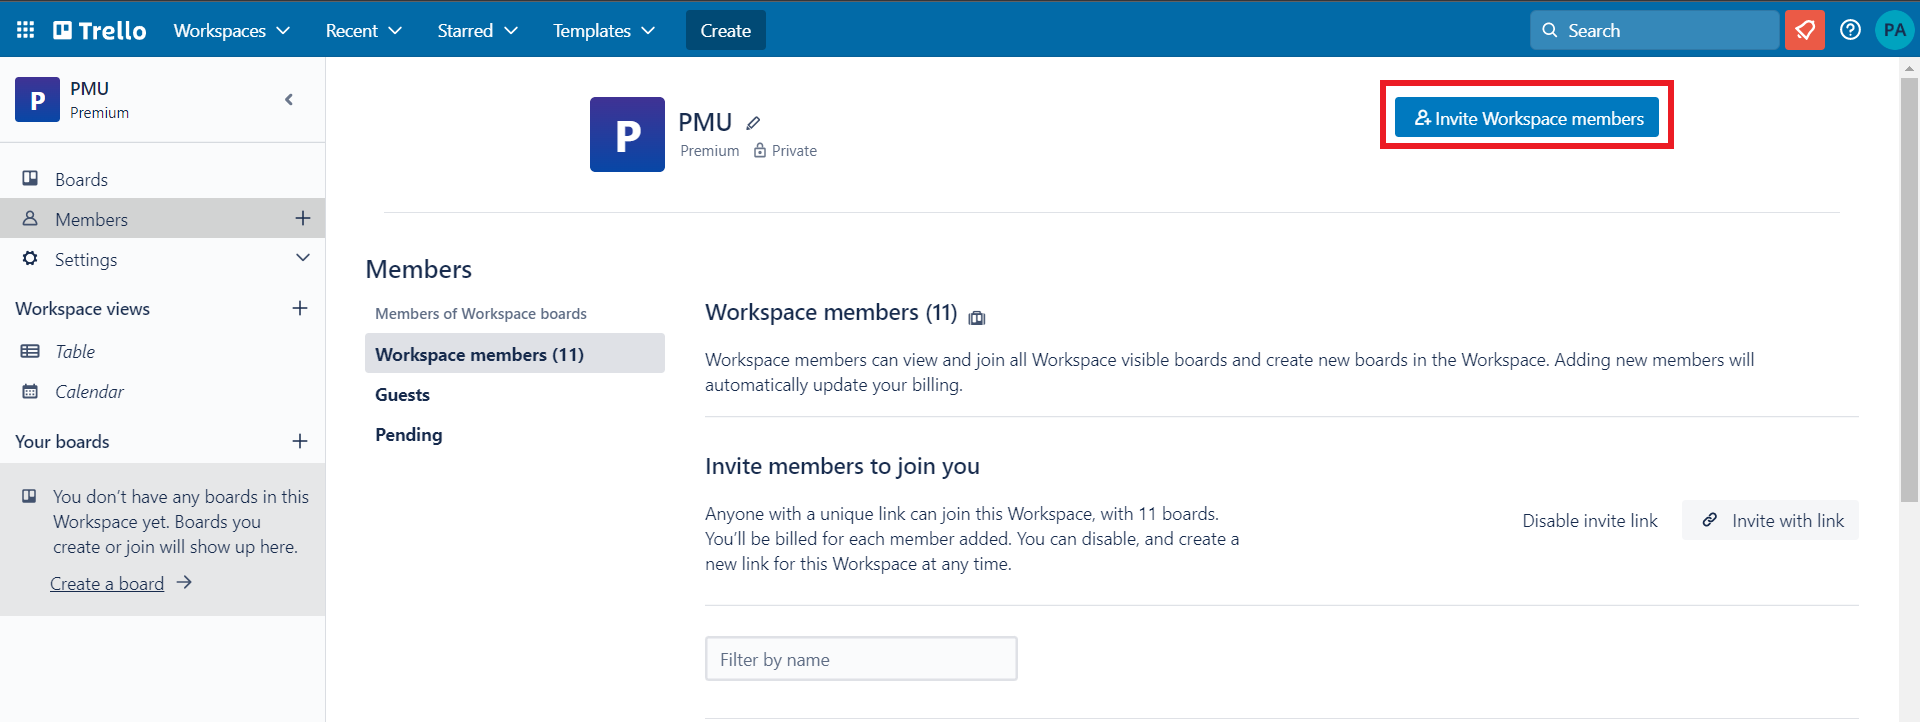 Trello
Workspaces
Recent
Starred
Templates
Create
Search
PA
P
PMU
Premium
Boards
Members
Settings
Workspace views
Table
Calendar
Your boards
You don't have any boards in this
Workspace yet. Boards you
create or join will show up here.
Create a board
P
PMU
Premium
Private
Invite Workspace members
Members
Members of Workspace boards
Workspace members (11)
Guests
Pending
Workspace members (11)
Workspace members can view and join all Workspace visible boards and create new boards in the Workspace. Adding new members will
automatically update your billing.
Invite members to join you
Anyone with a unique link can join this Workspace, with 11 boards.
You'll be billed for each member added. You can disable, and create a
new link for this Workspace at any time.
Disable invite link
Invite with link
Filter by name